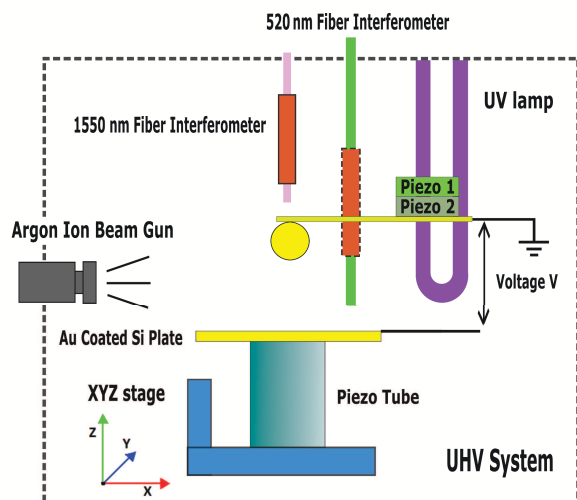 520 nm Fiber Interferometer
UV lamp
1550 nm Fiber Interferometer
Piezo 1
Piezo 2
Argon Ion Beam Gun
Voltage V
Au Coated Si Plate
XYZ stage
Piezo Tube
Z
Y
X
UHV System